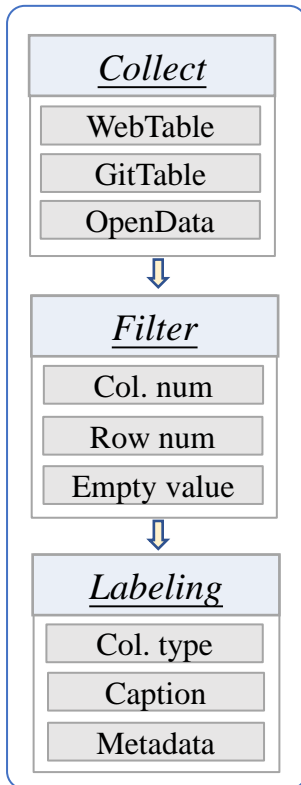 Collect
WebTable
GitTable
OpenData
Filter
Col. num
Row num
Empty value
Labeling
Col. type
Caption
Metadata